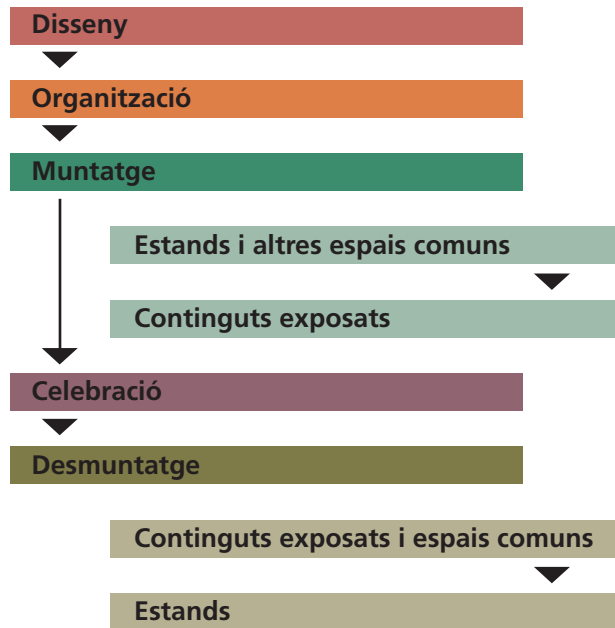 Disseny
Organització
Muntatge
Estands i altres espais comuns
Continguts exposats
Celebració
Desmuntatge
Continguts exposats i espais comuns
Estands